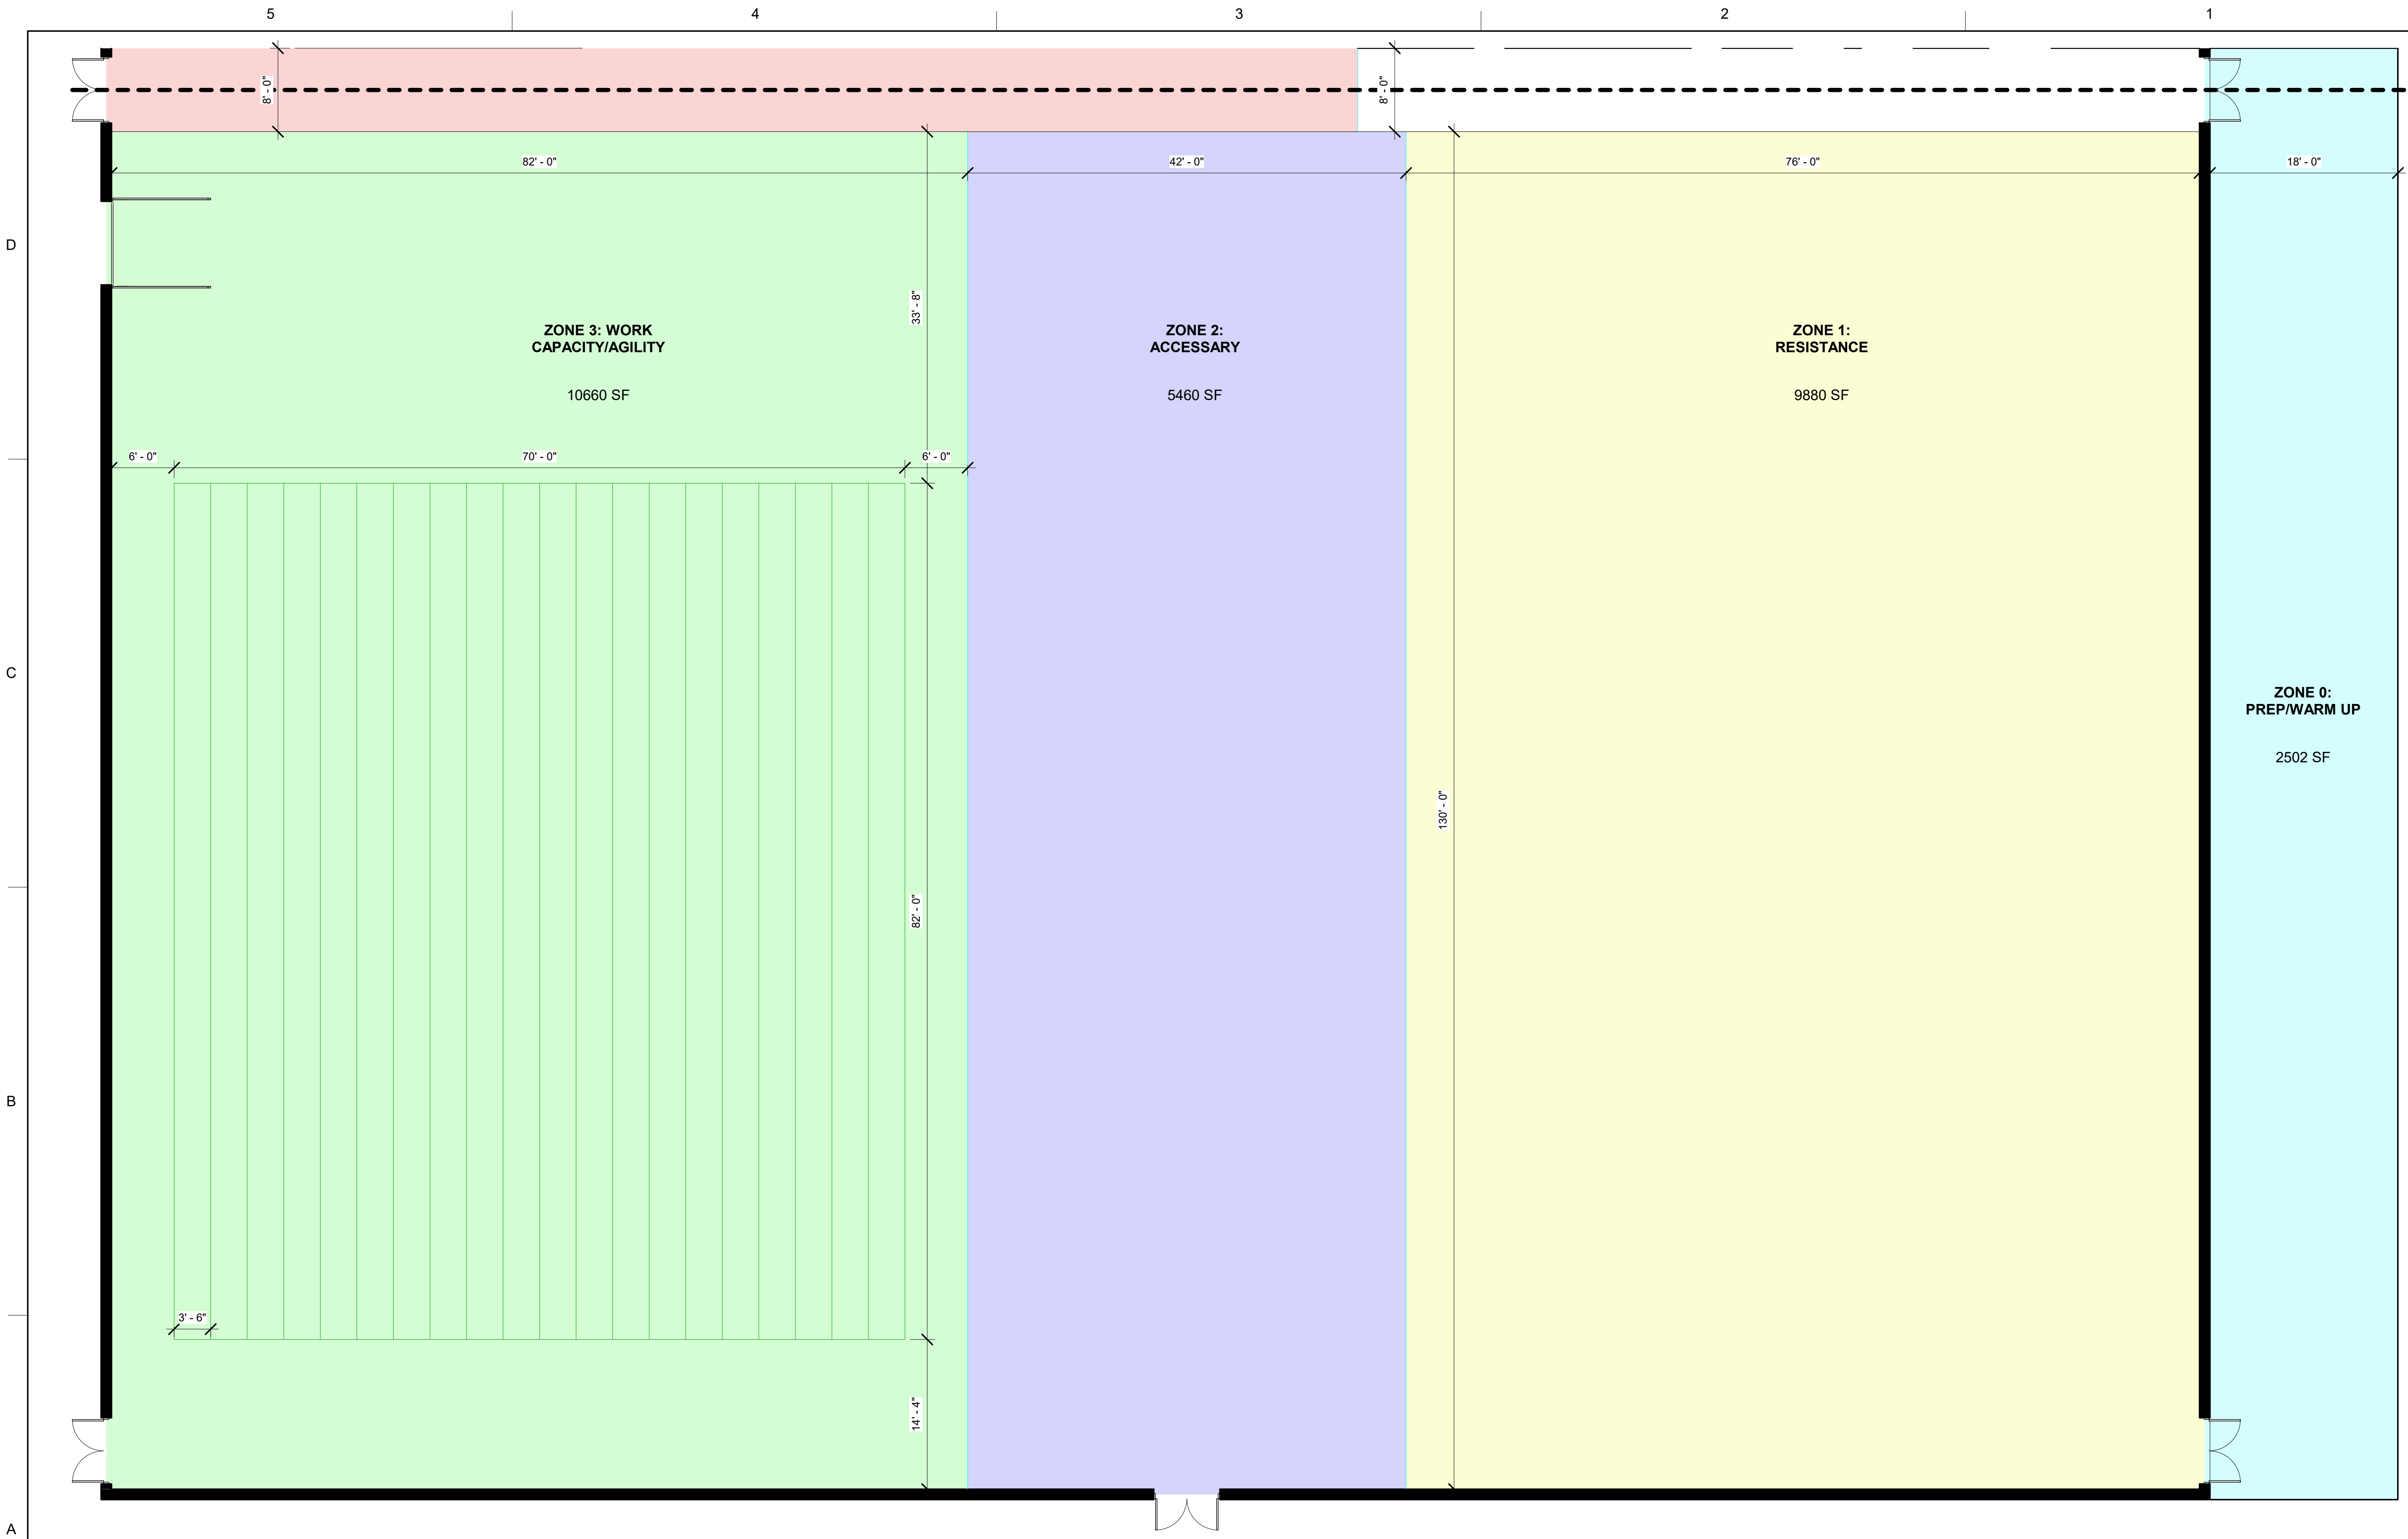 5 4 3 2 1
8' - 0"
8' - 0"
82' - 0"
42' - 0"
76' - 0"
18' - 0"
D
33' - 8"
ZONE 3: WORK
CAPACITY/AGILITY
10660 SF
ZONE 2:
ACCESSARY
5460 SF
ZONE 1:
RESISTANCE
9880 SF
6' - 0"
70' - 0"
6' - 0"
C
ZONE 0:
PREP/WARM UP
2502 SF
130' - 0"
82' - 0"
B
3' - 6"
14' - 4"
A